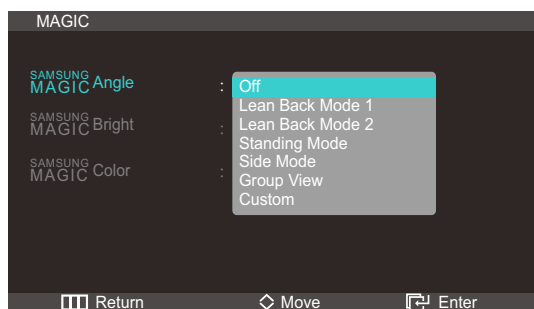 MAGIC
SAMSUNG
MAGIC Angle : Off
Lean Back Mode 1
SAMSUNG
MAGIC Bright : Lean Back Mode 2
Standing Mode
SAMSUNG
MAGIC Color : Side Mode
Group View
Custom
Return Move Enter